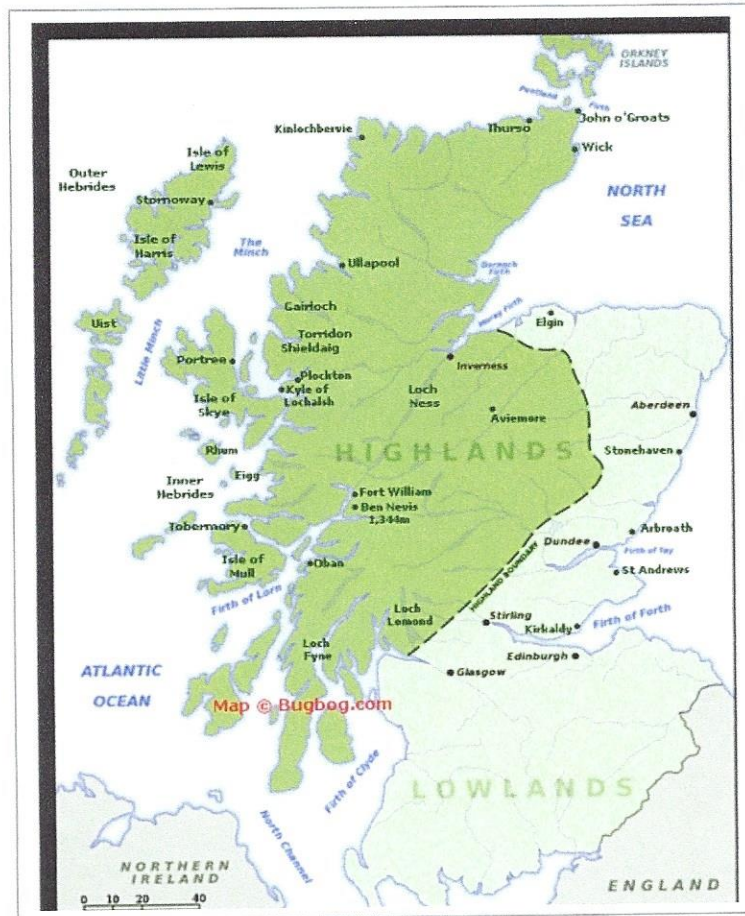 ORKNEY
ISLANDS
Pentland
Firth
John o'Groats
Kinlochbervie
Thurso
Wick
Isle of
Lewis
Outer
Hebrides
Stornoway
NORTH
SEA
Isle of
Harris
The
Minch
Ullapool
Dornoch
Firth
Gairloch
Moray Firth
Elgin
Uist
Little Minch
Torridon
Shieldaig
Portree
Inverness
Plockton
Kyle of
Lochalsh
Loch
Ness
Isle of
Skye
Aviemore
Aberdeen
HIGHLANDS
Rhum
Stonehaven
Eigg
Inner
Hebrides
Fort William
Ben Nevis
1,344m
Tobermory
Arbroath
Dundee
Firth of Tay
Isle of
Mull
Oban
St Andrews
HIGHLAND BOUNDARY
Firth of Lorn
Loch
Lomond
Stirling
Kirkaldy
Firth of Forth
Loch
Fyne
Edinburgh
Glasgow
ATLANTIC
OCEAN
Map © Bugbog.com
Firth of Clyde
LOWLANDS
North Channel
NORTHERN
IRELAND
ENGLAND
0 10 20 40